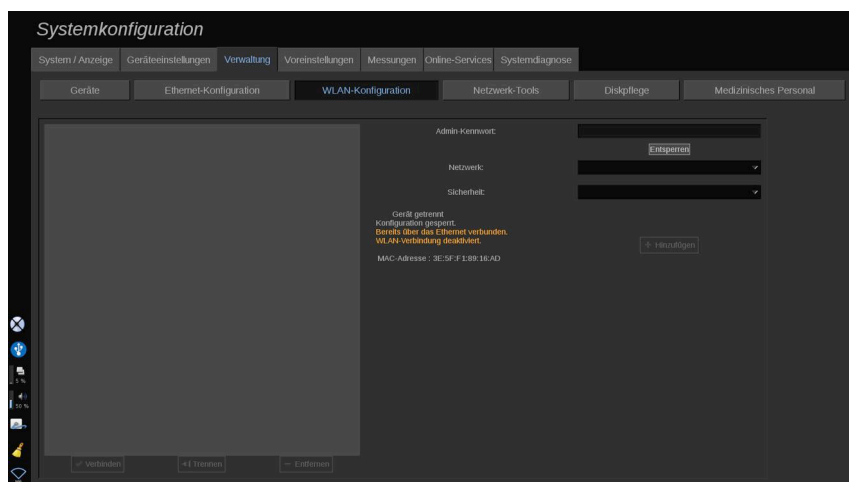 Systemkonfiguration
System / Anzeige Geräteeinstellungen Verwaltung Voreinstellungen Messungen Online-Services Systemdiagnose
Geräte Ethernet-Konfiguration WLAN-Konfiguration Netzwerk-Tools Diskpflege Medizinisches Personal
Admin-Kennwort:
Entsperren
Netzwerk:
Sicherheit:
Gerät getrennt
Konfiguration gesperrt.
Bereits über das Ethernet verbunden.
WLAN-Verbindung deaktiviert.
Hinzufügen
MAC-Adresse : 3E:5F:F1:89:16:AD
5 %
50 %
Verbinden Trennen Entfernen